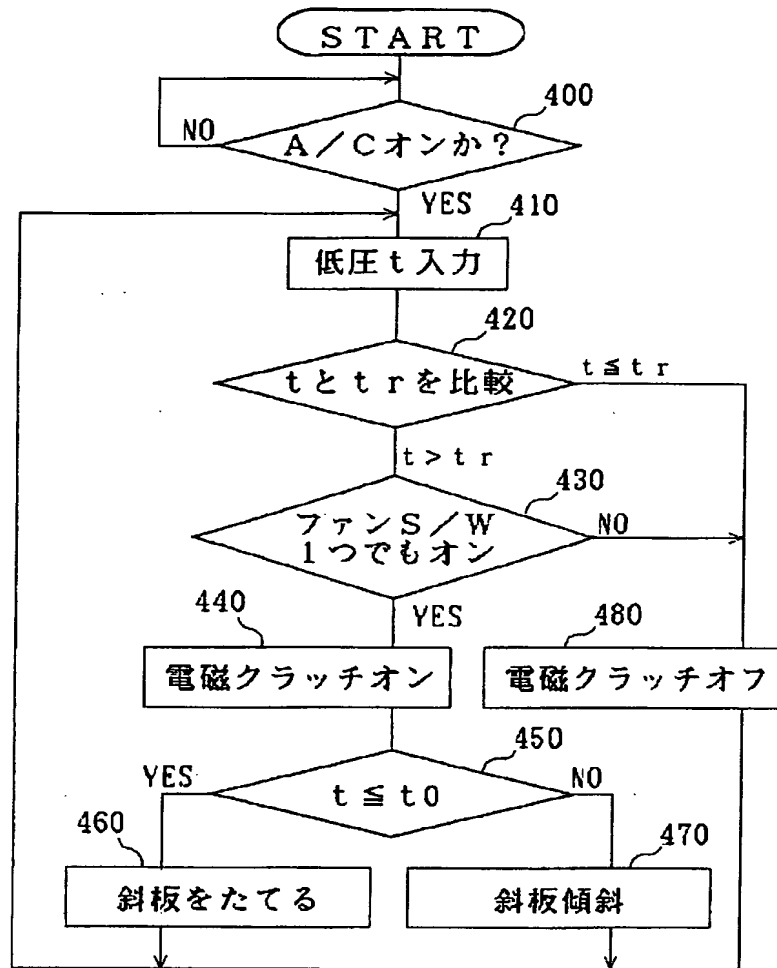 START
400
NO
A/Cオンか?
YES
410
低圧t入力
420
tとtrを比較
t≦tr
t>tr
430
ファンS/W
1つでもオン
NO
YES
440
電磁クラッチオン
480
電磁クラッチオフ
450
YES
t≦t0
NO
460
斜板をたてる
470
斜板傾斜